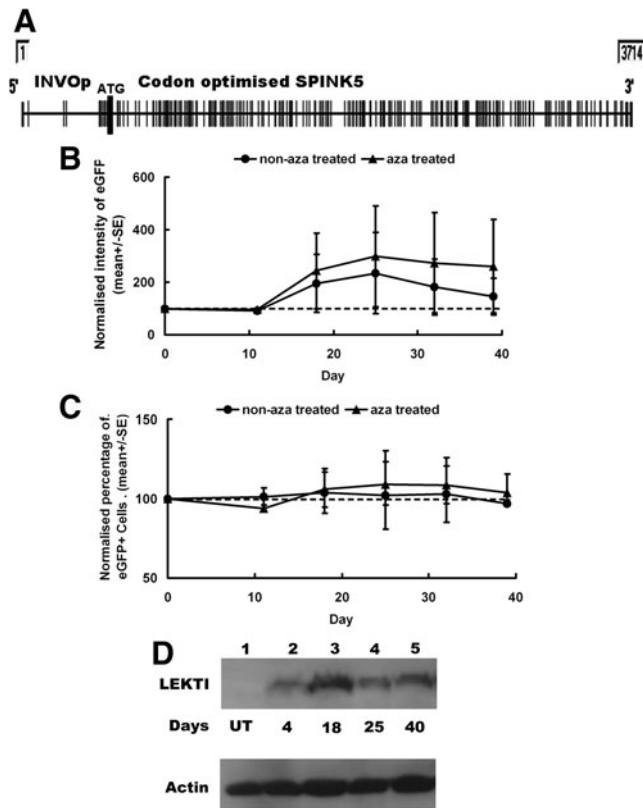 A
1 3714
INVOp ATG Codon optimised SPINK5
5' 3'
B
non-aza treated aza treated
Normalised intensity of eGFF
(mean+/-SE)
600
400
200
0
0 10 20 30 40
Day
C
non-aza treated aza treated
Normalised percentage of.
eGFP+ Cells . (mean+/-SE)
150
100
50
0 10 20 30 40
Day
D
1 2 3 4 5
LEKTI
Days UT 4 18 25 40
Actin